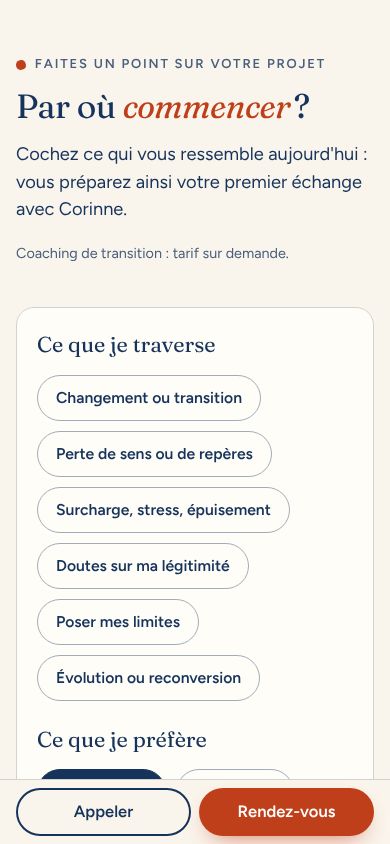 FAITES UN POINT SUR VOTRE PROJET
Par où commencer ?
Cochez ce qui vous ressemble aujourd'hui :
vous préparez ainsi votre premier échange
avec Corinne.
Coaching de transition : tarif sur demande.
Ce que je traverse
Changement ou transition
Perte de sens ou de repères
Surcharge, stress, épuisement
Doutes sur ma légitimité
Poser mes limites
Évolution ou reconversion
Ce que je préfère
Appeler
Rendez-vous